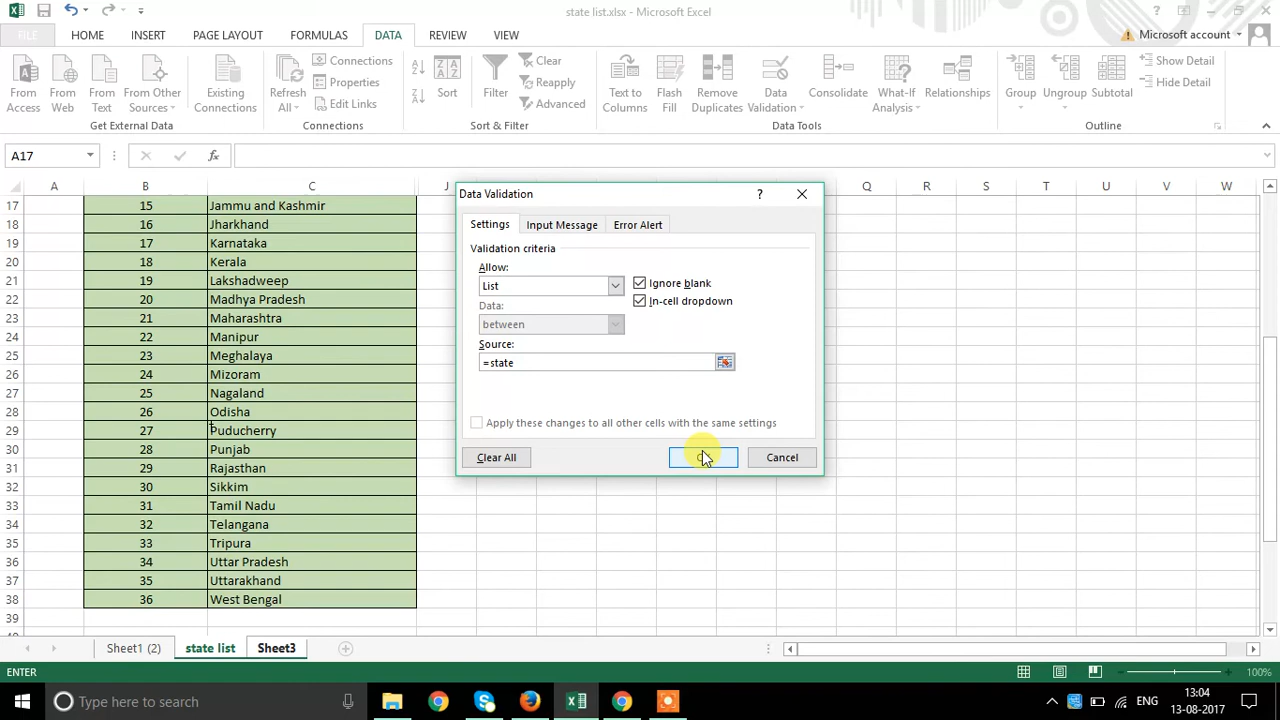 state list.xlsx - Microsoft Excel
FILE HOME INSERT PAGE LAYOUT FORMULAS DATA REVIEW VIEW Microsoft account
From Access
From Web
From Text
From Other Sources
Existing Connections
Get External Data
Refresh All
Connections
Properties
Edit Links
Connections
Sort
Filter
Clear
Reapply
Advanced
Sort & Filter
Text to Columns
Flash Fill
Remove Duplicates
Data Validation
Consolidate
What-If Analysis
Relationships
Data Tools
Group
Ungroup
Subtotal
Show Detail
Hide Detail
Outline
A17 fx
A B C J Q R S T U V W
17 15 Jammu and Kashmir
18 16 Jharkhand
19 17 Karnataka
20 18 Kerala
21 19 Lakshadweep
22 20 Madhya Pradesh
23 21 Maharashtra
24 22 Manipur
25 23 Meghalaya
26 24 Mizoram
27 25 Nagaland
28 26 Odisha
29 27 Puducherry
30 28 Punjab
31 29 Rajasthan
32 30 Sikkim
33 31 Tamil Nadu
34 32 Telangana
35 33 Tripura
36 34 Uttar Pradesh
37 35 Uttarakhand
38 36 West Bengal
39
Data Validation ?
Settings Input Message Error Alert
Validation criteria
Allow:
List
Ignore blank
In-cell dropdown
Data:
between
Source:
=state
Apply these changes to all other cells with the same settings
Clear All Cancel
Sheet1 (2) state list Sheet3
ENTER 100%
Type here to search
ENG
13:04
13-08-2017